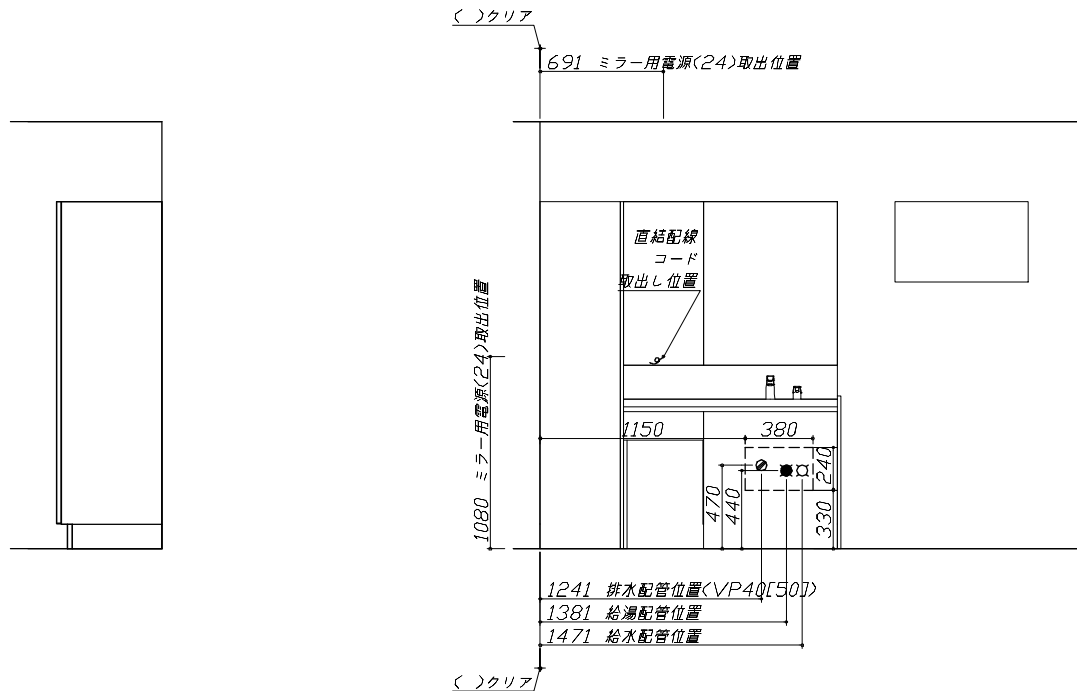 ( )クリア
691 ミラー用電源(24)取出位置
直結配線
コード
取出し位置
1080 ミラー用電源(24)取出位置
1150
380
240
470
440
330
1241 排水配管位置(VP40[50])
1381 給湯配管位置
1471 給水配管位置
( )クリア